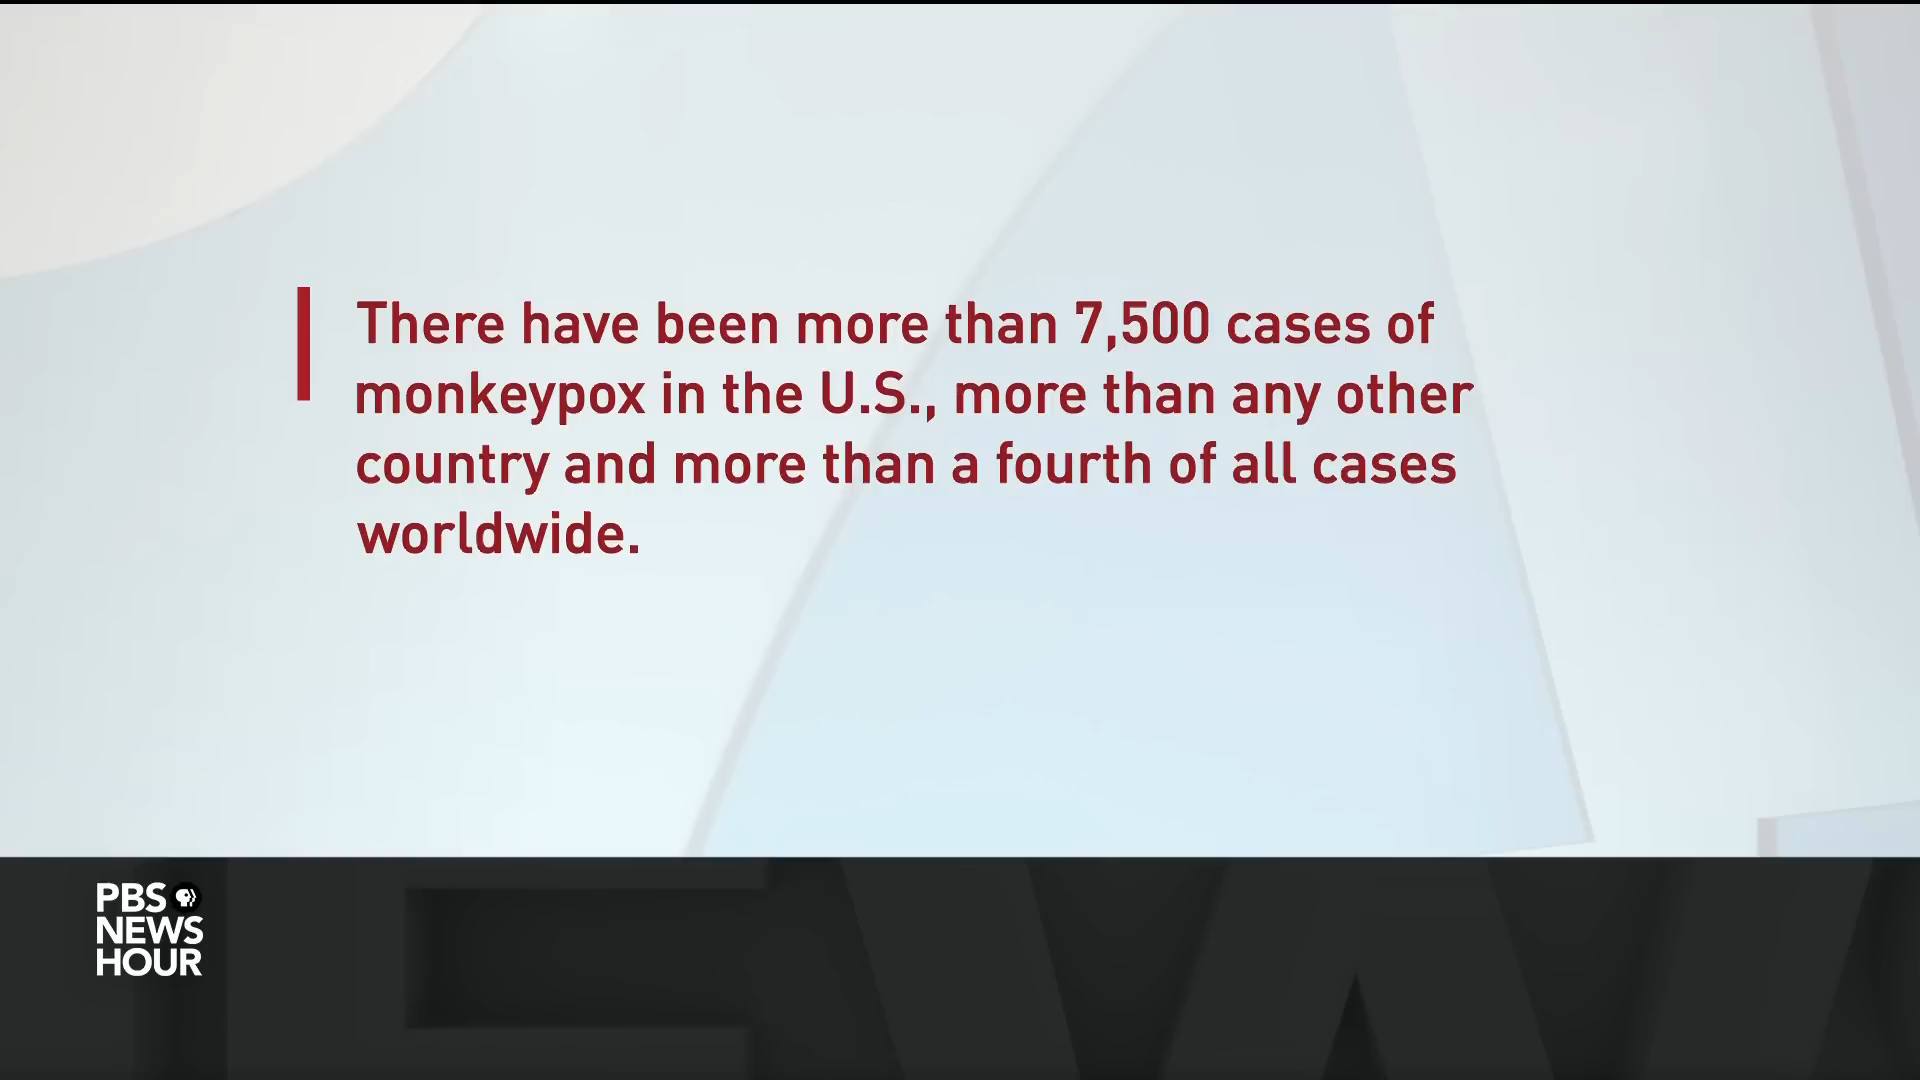 There have been more than 7,500 cases of
monkeypox in the U.S., more than any other
country and more than a fourth of all cases
worldwide.
PBS
NEWS
HOUR